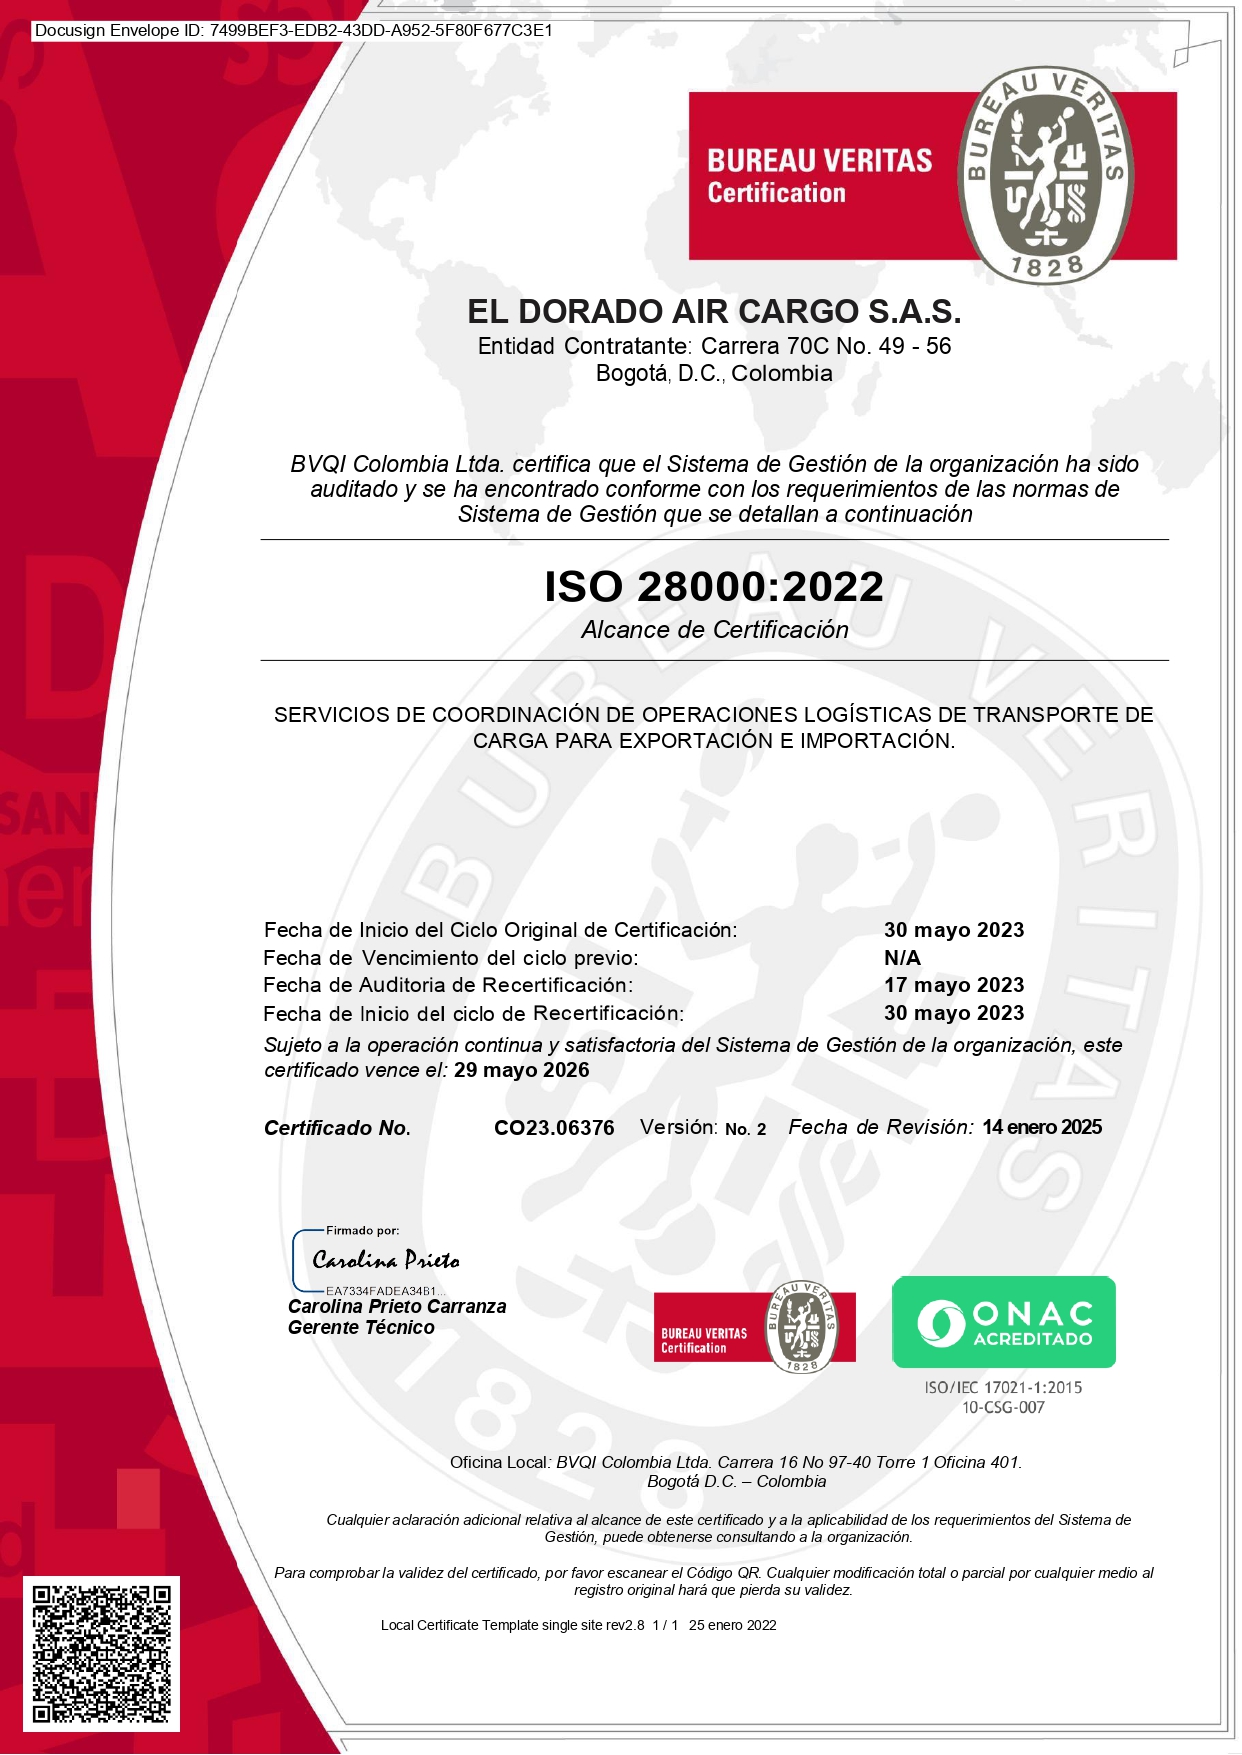 Docusign Envelope ID: 7499BEF3-EDB2-43DD-A952-5F80F677C3E1
BUREAU VERITAS
Certification
BUREAU VERITAS
1828
EL DORADO AIR CARGO S.A.S.
Entidad Contratante: Carrera 70C No. 49 - 56
Bogotá, D.C., Colombia
BVQI Colombia Ltda. certifica que el Sistema de Gestión de la organización ha sido
auditado y se ha encontrado conforme con los requerimientos de las normas de
Sistema de Gestión que se detallan a continuación
ISO 28000:2022
Alcance de Certificación
SERVICIOS DE COORDINACIÓN DE OPERACIONES LOGÍSTICAS DE TRANSPORTE DE
CARGA PARA EXPORTACIÓN E IMPORTACIÓN.
Fecha de Inicio del Ciclo Original de Certificación: 30 mayo 2023
Fecha de Vencimiento del ciclo previo: N/A
Fecha de Auditoria de Recertificación: 17 mayo 2023
Fecha de Inicio del ciclo de Recertificación: 30 mayo 2023
Sujeto a la operación continua y satisfactoria del Sistema de Gestión de la organización, este
certificado vence el: 29 mayo 2026
Certificado No. CO23.06376 Versión: No. 2 Fecha de Revisión: 14 enero 2025
Firmado por:
Carolina Prieto
EA7334FADEA34B1...
Carolina Prieto Carranza
Gerente Técnico
BUREAU VERITAS
Certification
BUREAU VERITAS
1828
ONAC
ACREDITADO
ISO/IEC 17021-1:2015
10-CSG-007
Oficina Local: BVQI Colombia Ltda. Carrera 16 No 97-40 Torre 1 Oficina 401.
Bogotá D.C. – Colombia
Cualquier aclaración adicional relativa al alcance de este certificado y a la aplicabilidad de los requerimientos del Sistema de
Gestión, puede obtenerse consultando a la organización.
Para comprobar la validez del certificado, por favor escanear el Código QR. Cualquier modificación total o parcial por cualquier medio al
registro original hará que pierda su validez.
Local Certificate Template single site rev2.8 1 / 1 25 enero 2022
BUREAU VERITAS
1828